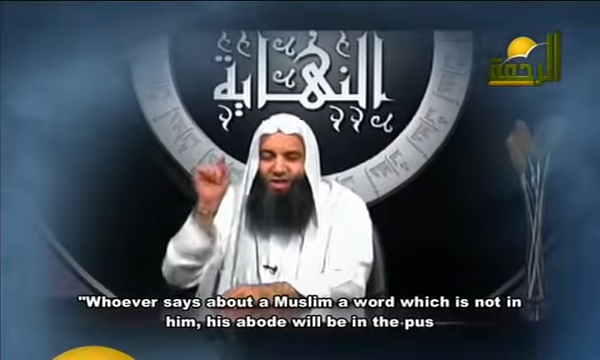 النهاية
الرحمة
"Whoever says about a Muslim a word which is not in
him, his abode will be in the pus